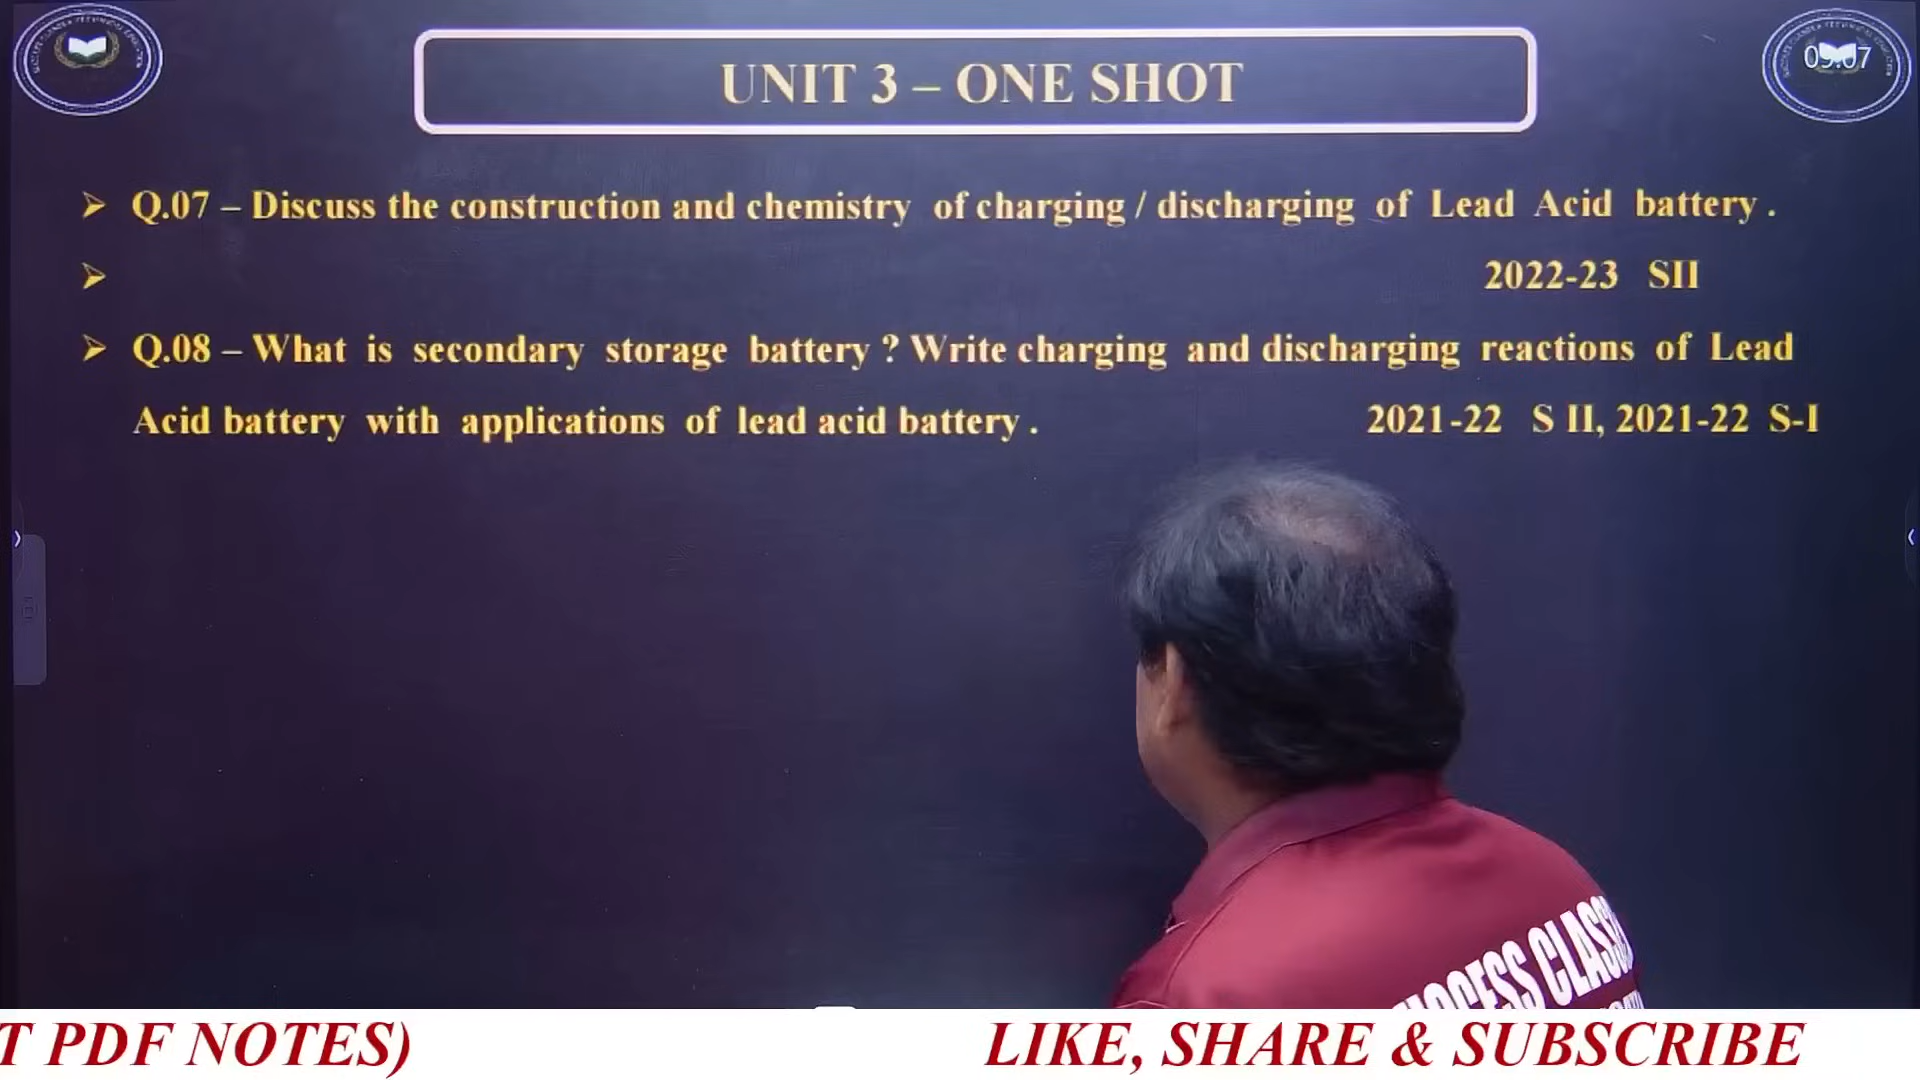 UNIT 3 – ONE SHOT
09:07
➢ Q.07 – Discuss the construction and chemistry of charging / discharging of Lead Acid battery .
➢ 2022-23 SII
➢ Q.08 – What is secondary storage battery ? Write charging and discharging reactions of Lead
Acid battery with applications of lead acid battery . 2021-22 S II, 2021-22 S-I
T PDF NOTES) LIKE, SHARE & SUBSCRIBE